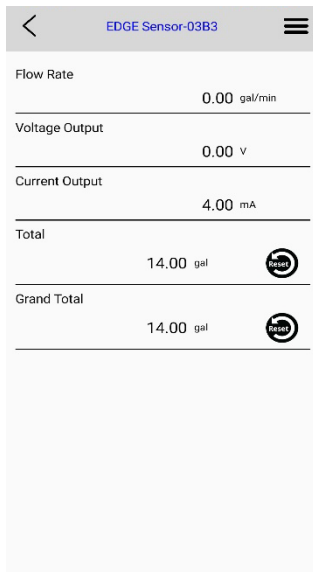 EDGE Sensor-03B3
Flow Rate
0.00 gal/min
Voltage Output
0.00 V
Current Output
4.00 mA
Total
14.00 gal Reset
Grand Total
14.00 gal Reset